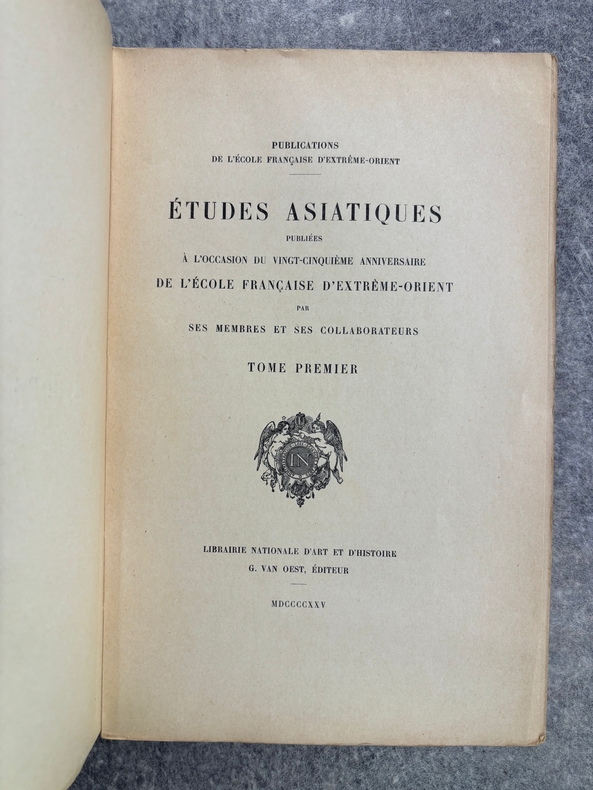 PUBLICATIONS
DE L'ÉCOLE FRANÇAISE D'EXTRÊME-ORIENT
ÉTUDES ASIATIQUES
PUBLIÉES
À L'OCCASION DU VINGT-CINQUIÈME ANNIVERSAIRE
DE L'ÉCOLE FRANÇAISE D'EXTRÊME-ORIENT
PAR
SES MEMBRES ET SES COLLABORATEURS
TOME PREMIER
LN
LIBRAIRIE NATIONALE D'ART ET D'HISTOIRE
G. VAN OEST, ÉDITEUR
MDCCCCXXV